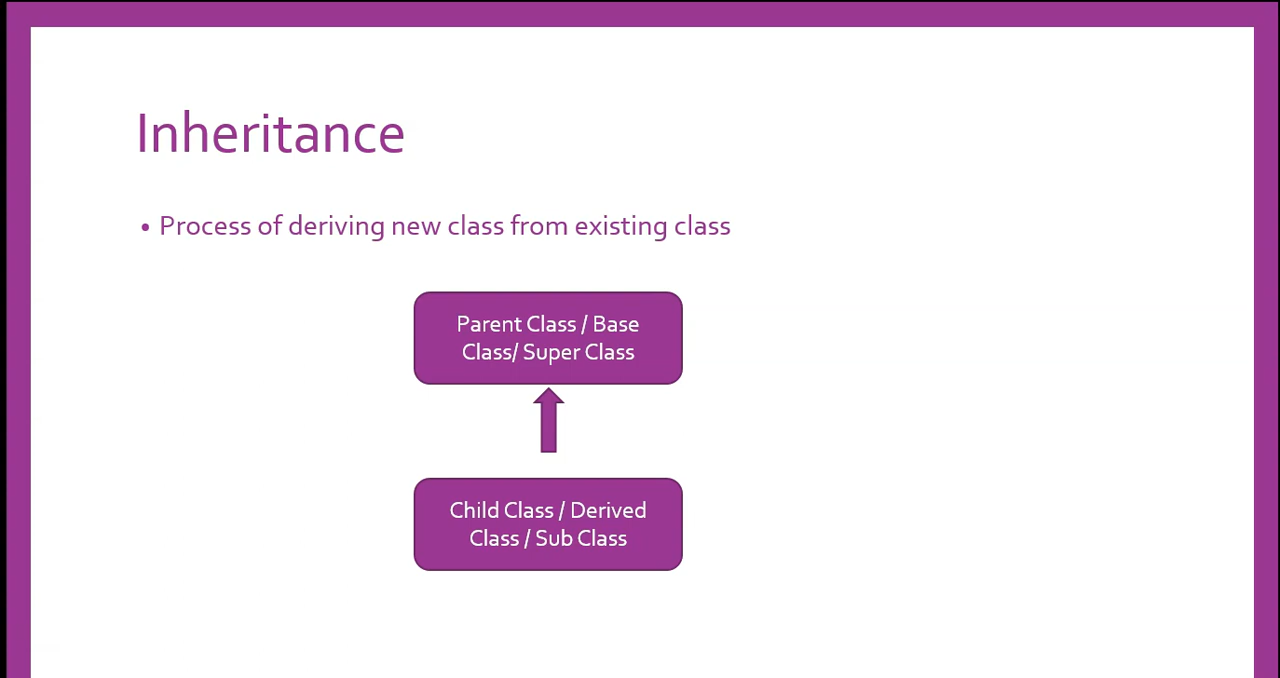 Inheritance
• Process of deriving new class from existing class
Parent Class / Base
Class/ Super Class
Child Class / Derived
Class / Sub Class